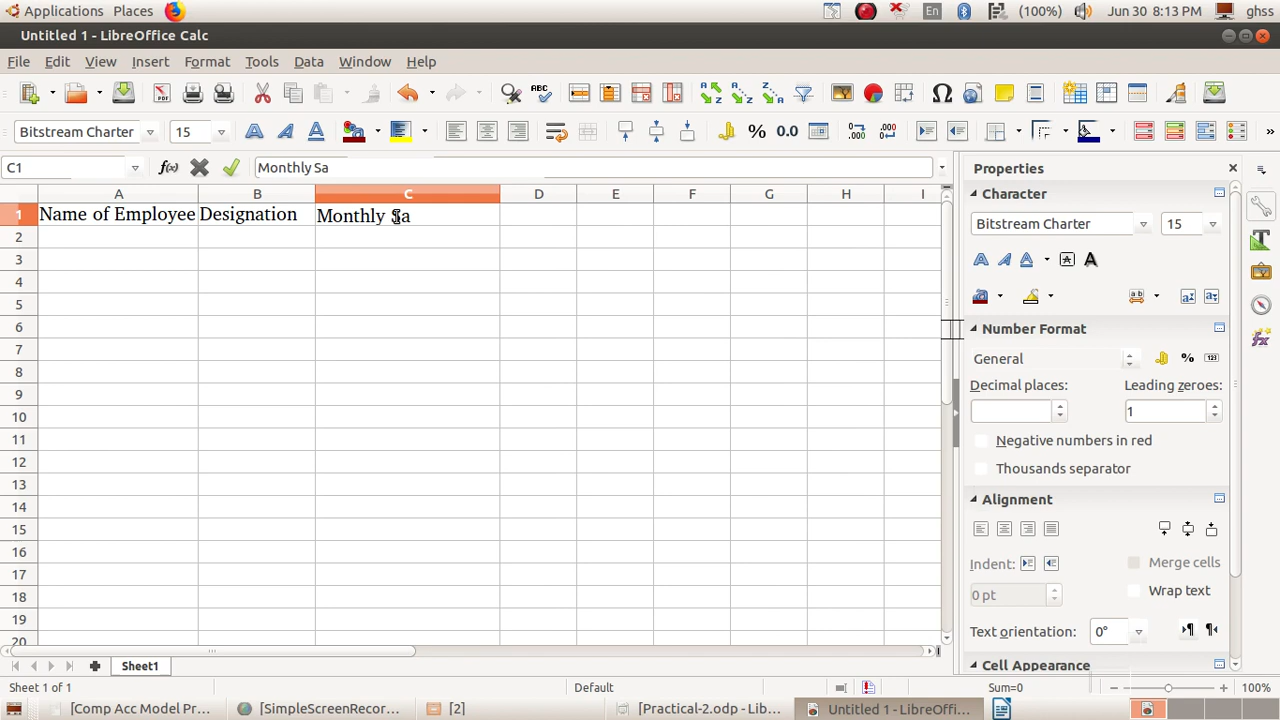 Applications Places En (100%) Jun 30 8:13 PM ghss
Untitled 1 - LibreOffice Calc
File Edit View Insert Format Tools Data Window Help
Bitstream Charter 15 % 0.0
C1 Monthly Sa Properties
A B C D E F G H I Character
1 Name of Employee Designation Monthly Sa Bitstream Charter 15
2
3
4
5
6 Number Format
7 General %
8 Decimal places: Leading zeroes:
9 1
10
11 Negative numbers in red
12 Thousands separator
13
14 Alignment
15
16
17 Indent: Merge cells
18 0 pt Wrap text
19 Text orientation: 0°
20 Cell Appearance
Sheet1
Sheet 1 of 1 Default Sum=0 100%
[Comp Acc Model Pr... [SimpleScreenRecor... [2] [Practical-2.odp - Lib... Untitled 1 - LibreOffi...